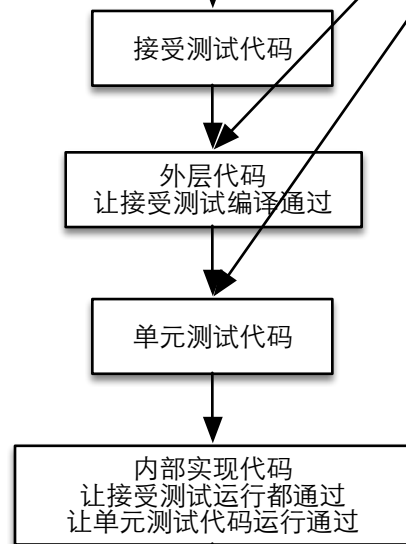 接受测试代码
外层代码
让接受测试编译通过
单元测试代码
内部实现代码
让接受测试运行都通过
让单元测试代码运行通过